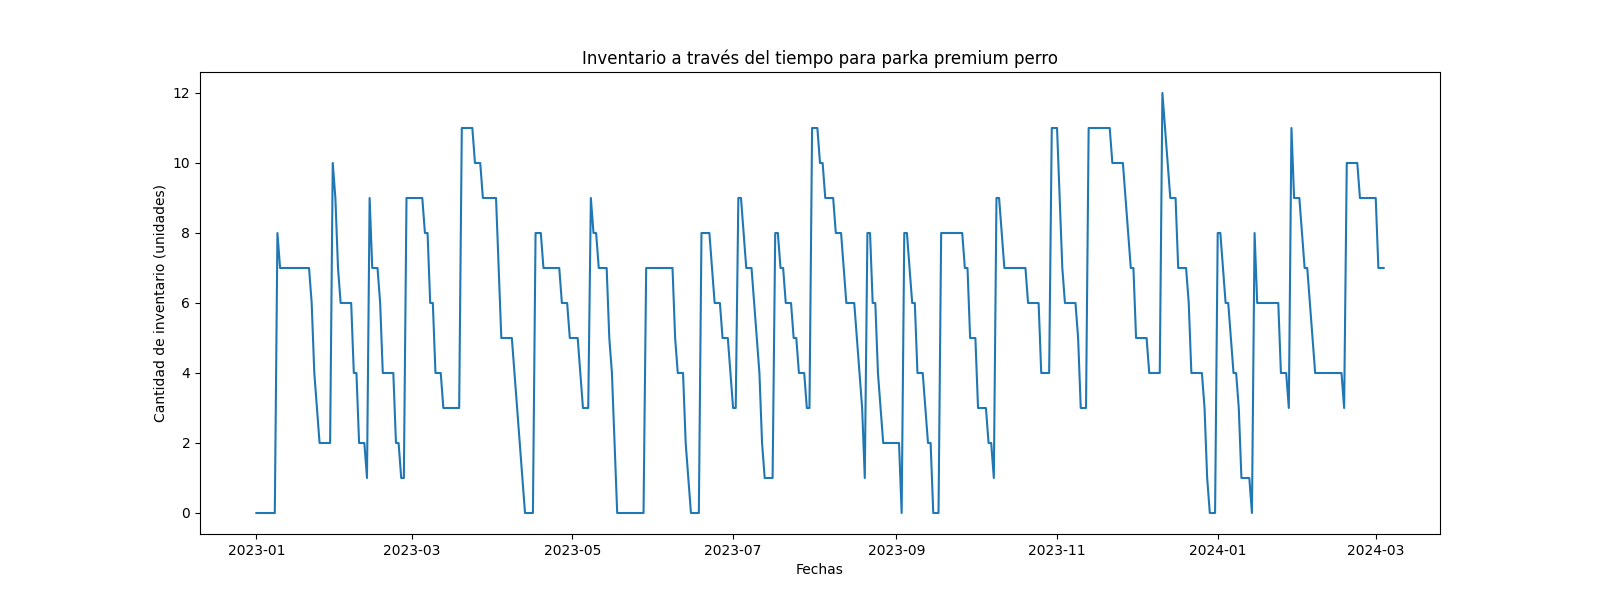 Inventario a través del tiempo para parka premium perro
Cantidad de inventario (unidades)
12
10
8
6
4
2
0
2023-01 2023-03 2023-05 2023-07 2023-09 2023-11 2024-01 2024-03
Fechas